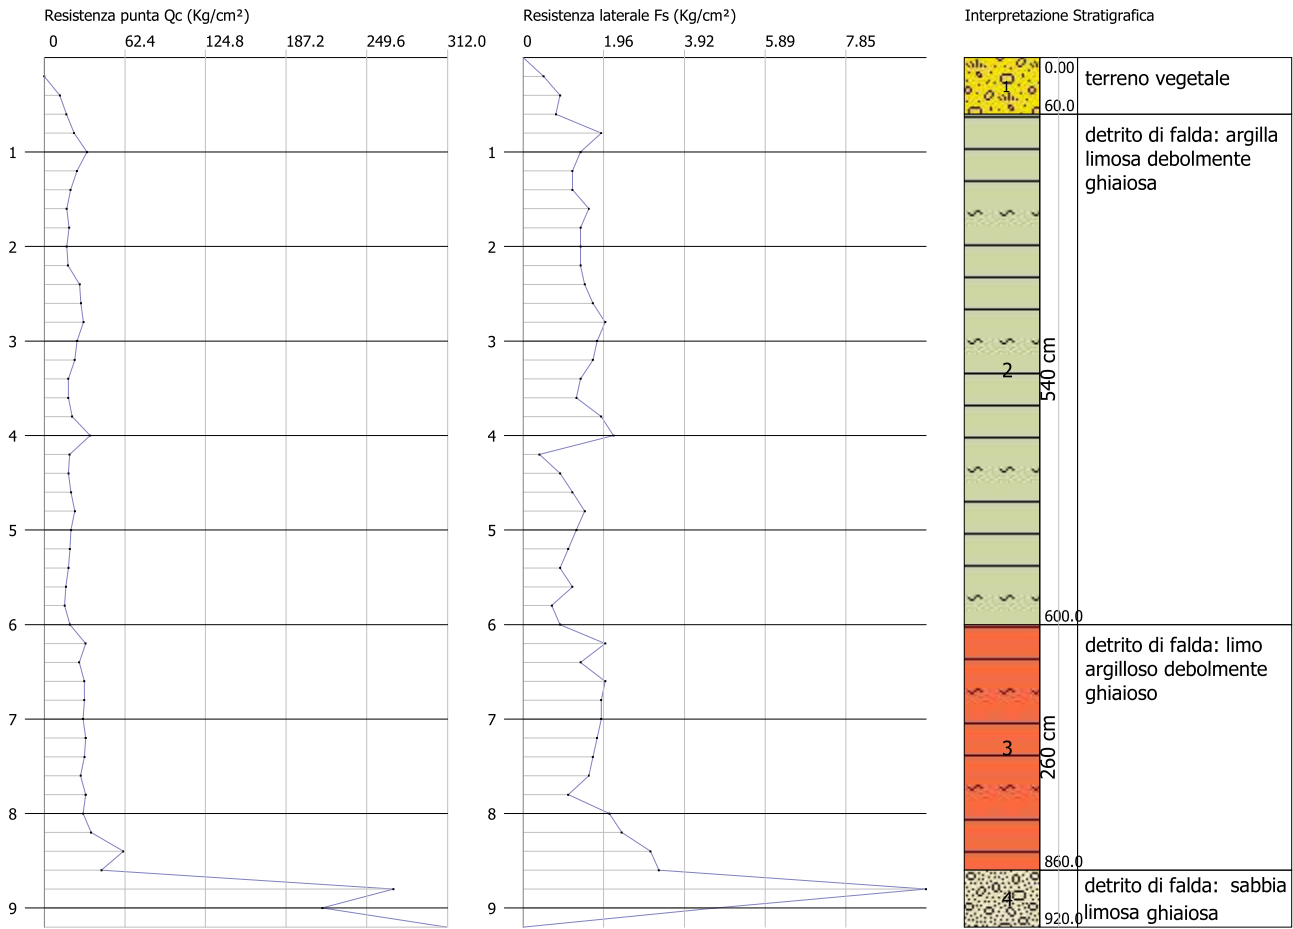 Resistenza punta Qc (Kg/cm²)
0 62.4 124.8 187.2 249.6 312.0
1
2
3
4
5
6
7
8
9
Resistenza laterale Fs (Kg/cm²)
0 1.96 3.92 5.89 7.85
1
2
3
4
5
6
7
8
9
Interpretazione Stratigrafica
1
0.00
60.0
terreno vegetale
2
540 cm
600.0
detrito di falda: argilla
limosa debolmente
ghiaiosa
3
260 cm
860.0
detrito di falda: limo
argilloso debolmente
ghiaioso
4
920.0
detrito di falda: sabbia
limosa ghiaiosa